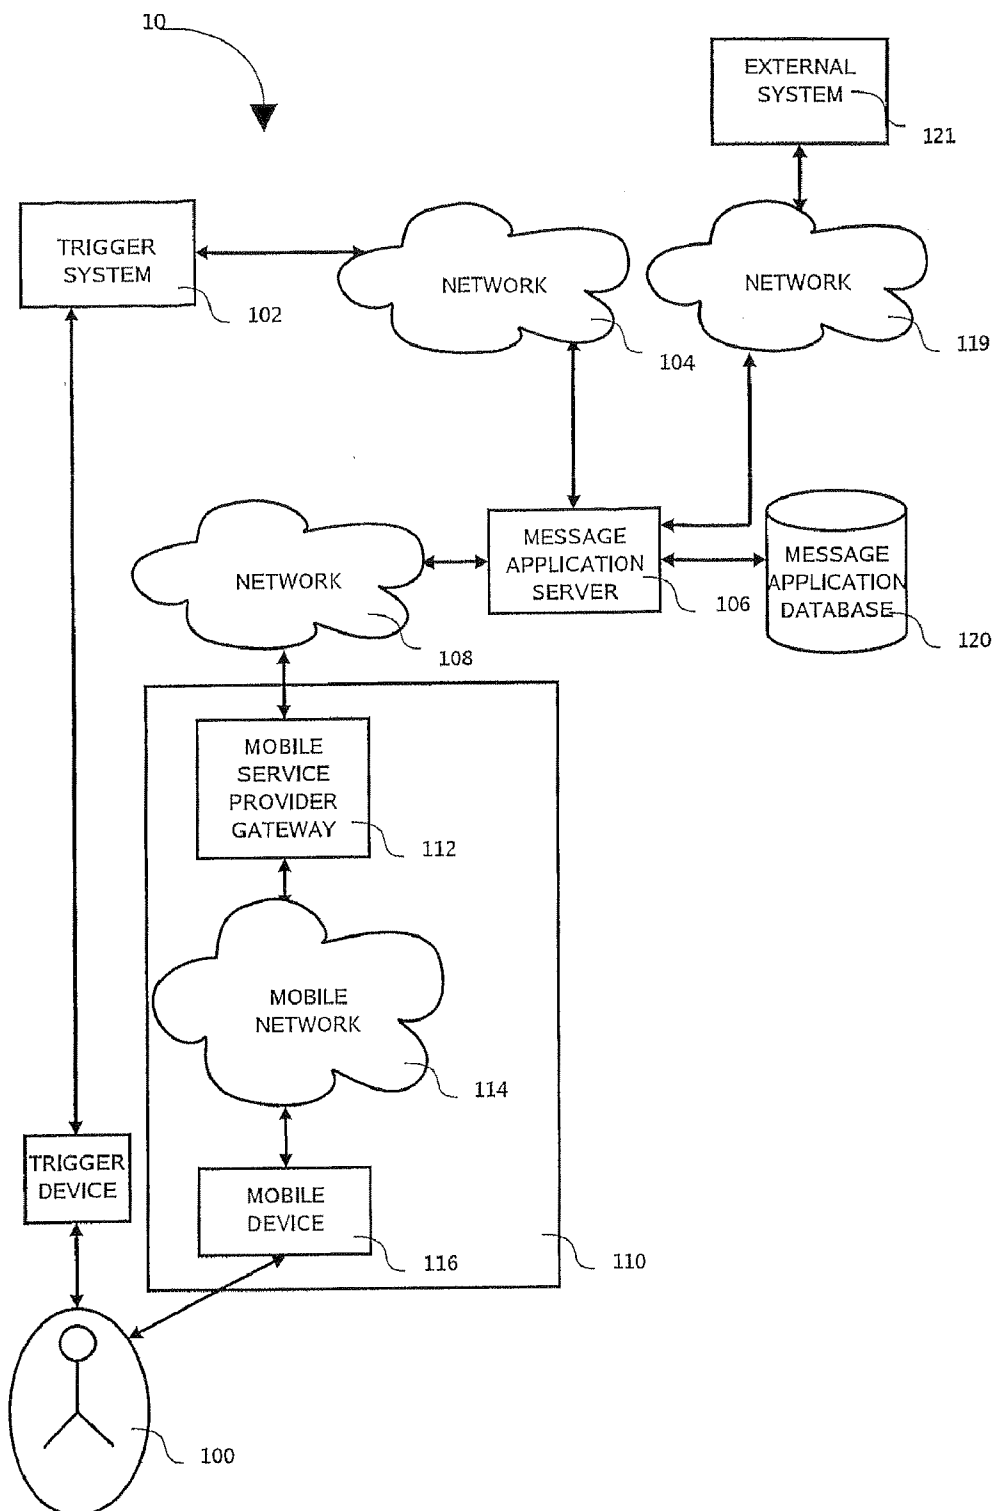 10
EXTERNAL
SYSTEM
121
TRIGGER
SYSTEM
102
NETWORK
104
NETWORK
119
NETWORK
108
MESSAGE
APPLICATION
SERVER
106
MESSAGE
APPLICATION
DATABASE
120
MOBILE
SERVICE
PROVIDER
GATEWAY
112
MOBILE
NETWORK
114
TRIGGER
DEVICE
MOBILE
DEVICE
116
110
100